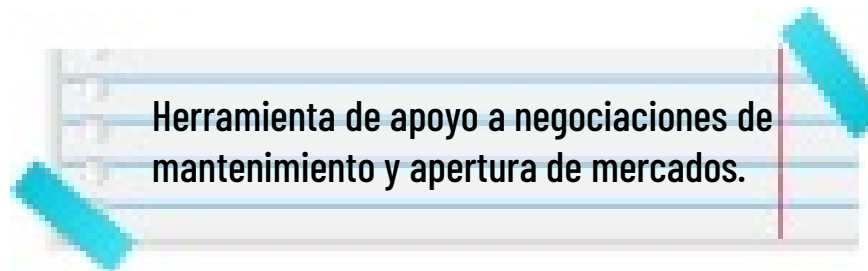 Herramienta de apoyo a negociaciones de
mantenimiento y apertura de mercados.